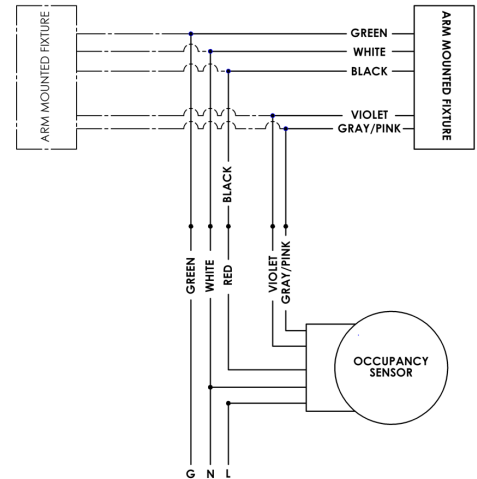 ARM MOUNTED FIXTURE
GREEN
WHITE
BLACK
VIOLET
GRAY/PINK
ARM MOUNTED FIXTURE
BLACK
GREEN
WHITE
RED
VIOLET
GRAY/PINK
OCCUPANCY
SENSOR
G N L